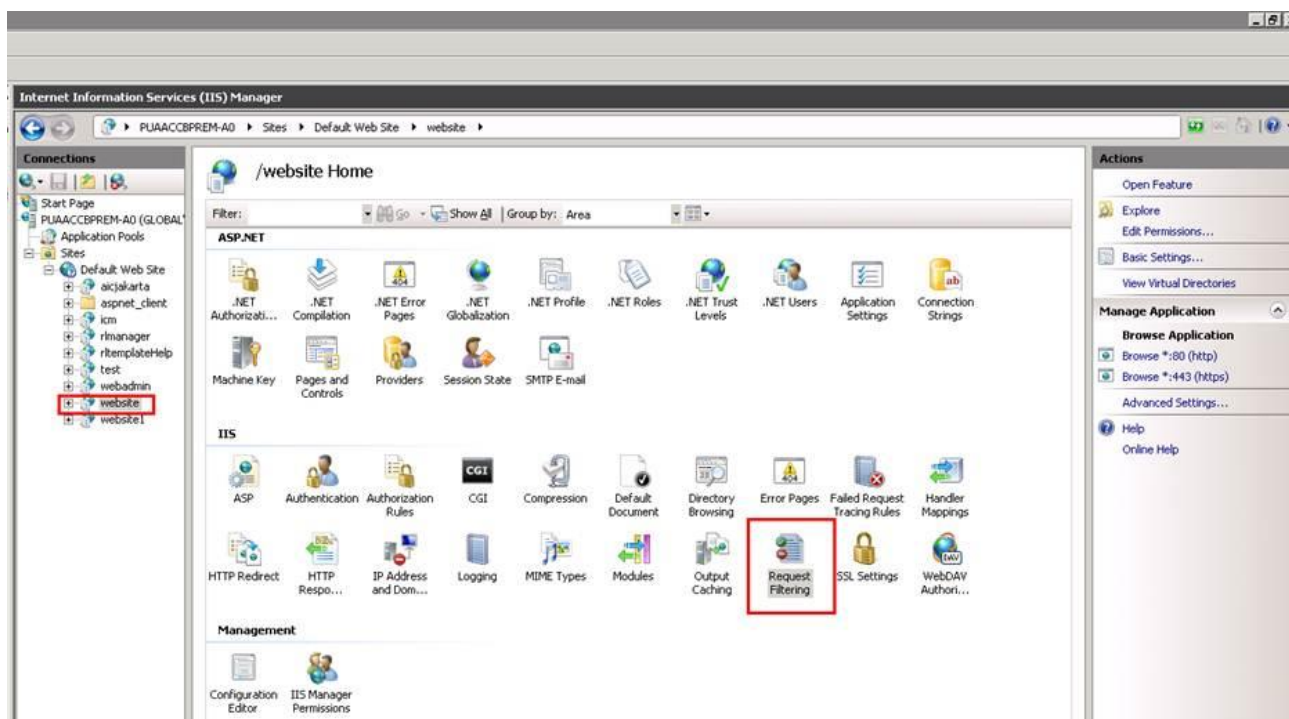 Internet Information Services (IIS) Manager
PUAACCBPREM-A0 Sites Default Web Site website
Connections
Start Page
PUAACCBPREM-A0 (GLOBAL
Application Pools
Sites
Default Web Site
aicjakarta
aspnet_client
icm
rlmanager
rltemplateHelp
test
webadmin
website
website1
/website Home
Filter: Go Show All Group by: Area
ASP.NET
.NET Authorizati...
.NET Compilation
.NET Error Pages
.NET Globalization
.NET Profile
.NET Roles
.NET Trust Levels
.NET Users
Application Settings
Connection Strings
Machine Key
Pages and Controls
Providers
Session State
SMTP E-mail
IIS
ASP
Authentication
Authorization Rules
CGI
Compression
Default Document
Directory Browsing
Error Pages
Failed Request Tracing Rules
Handler Mappings
HTTP Redirect
HTTP Respo...
IP Address and Dom...
Logging
MIME Types
Modules
Output Caching
Request Filtering
SSL Settings
WebDAV Authori...
Management
Configuration Editor
IIS Manager Permissions
Actions
Open Feature
Explore
Edit Permissions...
Basic Settings...
View Virtual Directories
Manage Application
Browse Application
Browse *:80 (http)
Browse *:443 (https)
Advanced Settings...
Help
Online Help